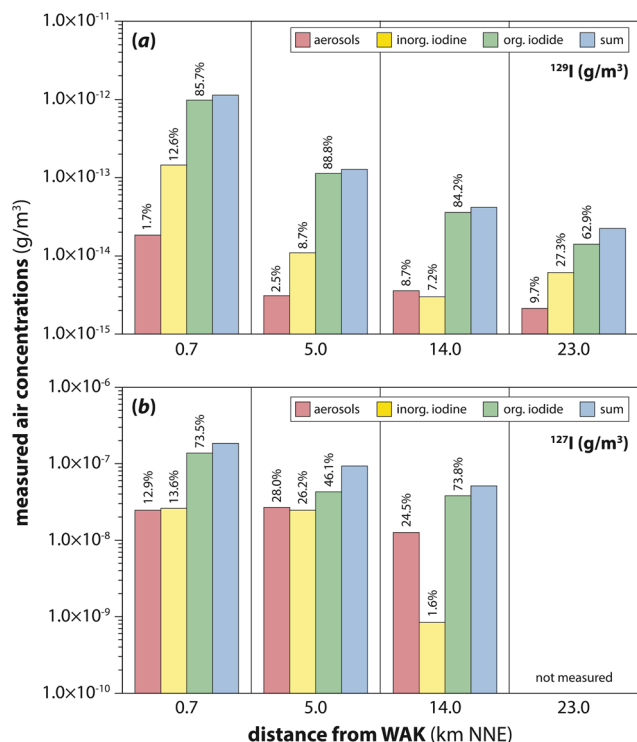 measured air concentrations (g/m³)
(a)
aerosols inorg. iodine org. iodide sum
¹²⁹I (g/m³)
1.0×10⁻¹¹
1.0×10⁻¹²
1.0×10⁻¹³
1.0×10⁻¹⁴
1.0×10⁻¹⁵
1.7% 12.6% 85.7%
2.5% 8.7% 88.8%
8.7% 7.2% 84.2%
9.7% 27.3% 62.9%
0.7 5.0 14.0 23.0
(b)
aerosols inorg. iodine org. iodide sum
¹²⁷I (g/m³)
1.0×10⁻⁶
1.0×10⁻⁷
1.0×10⁻⁸
1.0×10⁻⁹
1.0×10⁻¹⁰
12.9% 13.6% 73.5%
28.0% 26.2% 46.1%
24.5% 1.6% 73.8%
not measured
0.7 5.0 14.0 23.0
distance from WAK (km NNE)